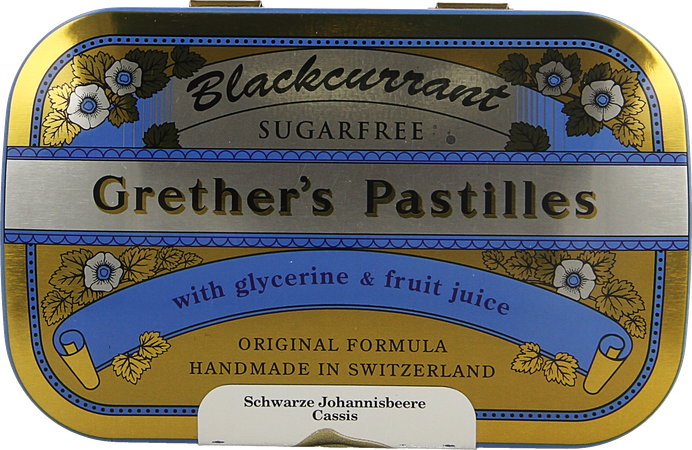 Blackcurrant
SUGARFREE
Grether's Pastilles
with glycerine & fruit juice
ORIGINAL FORMULA
HANDMADE IN SWITZERLAND
Schwarze Johannisbeere
Cassis